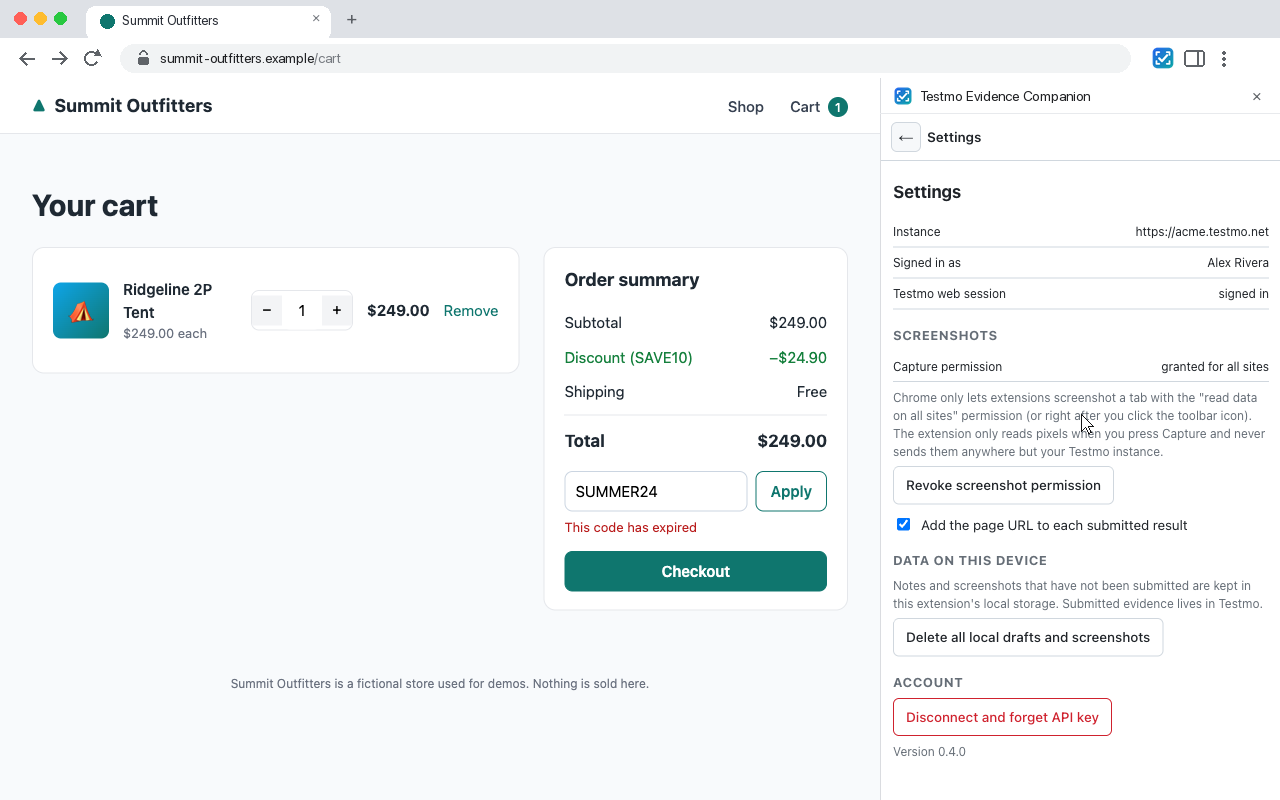 Summit Outfitters
summit-outfitters.example/cart
Summit Outfitters
Shop
Cart 1
Your cart
Ridgeline 2P
Tent
$249.00 each
− 1 +
$249.00
Remove
Order summary
Subtotal $249.00
Discount (SAVE10) −$24.90
Shipping Free
Total $249.00
SUMMER24
Apply
This code has expired
Checkout
Summit Outfitters is a fictional store used for demos. Nothing is sold here.
Testmo Evidence Companion
Settings
Settings
Instance https://acme.testmo.net
Signed in as Alex Rivera
Testmo web session signed in
SCREENSHOTS
Capture permission granted for all sites
Chrome only lets extensions screenshot a tab with the "read data
on all sites" permission (or right after you click the toolbar icon).
The extension only reads pixels when you press Capture and never
sends them anywhere but your Testmo instance.
Revoke screenshot permission
Add the page URL to each submitted result
DATA ON THIS DEVICE
Notes and screenshots that have not been submitted are kept in
this extension's local storage. Submitted evidence lives in Testmo.
Delete all local drafts and screenshots
ACCOUNT
Disconnect and forget API key
Version 0.4.0